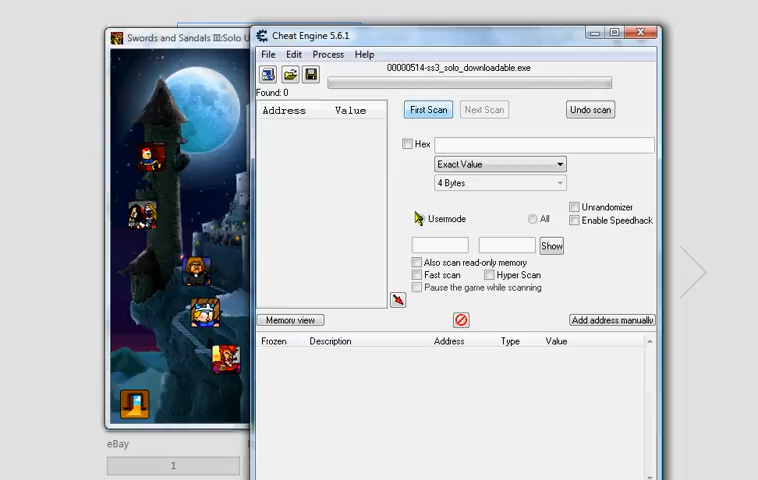 Swords and Sandals III:Solo U
Cheat Engine 5.6.1
File Edit Process Help
00000514-ss3_solo_downloadable.exe
Found: 0
Address Value
First Scan Next Scan Undo scan
Hex
Exact Value
4 Bytes
Unrandomizer
Usermode All Enable Speedhack
Show
Also scan read-only memory
Fast scan Hyper Scan
Pause the game while scanning
Memory view Add address manually
Frozen Description Address Type Value
eBay
1